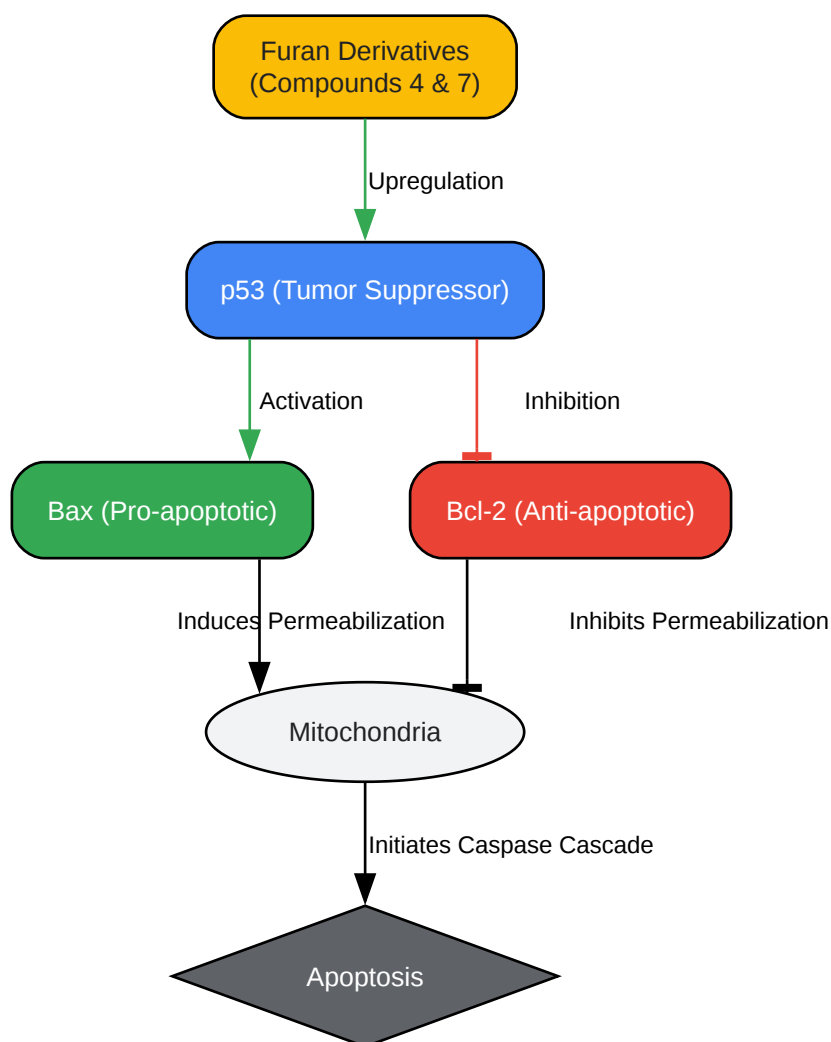 Furan Derivatives
(Compounds 4 & 7)
Upregulation
p53 (Tumor Suppressor)
Activation
Inhibition
Bax (Pro-apoptotic)
Bcl-2 (Anti-apoptotic)
Induces Permeabilization
Inhibits Permeabilization
Mitochondria
Initiates Caspase Cascade
Apoptosis